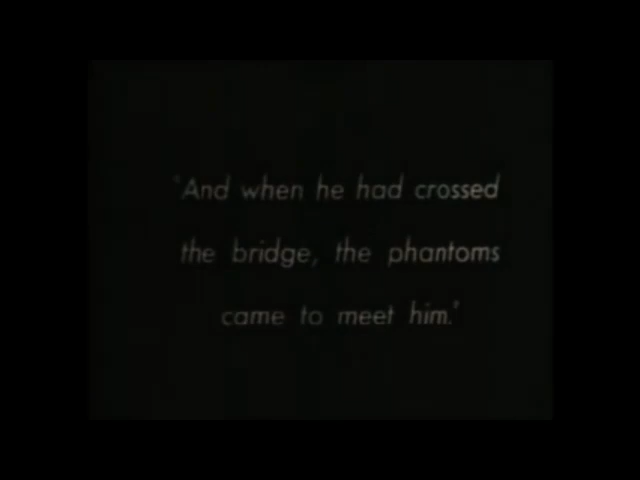 'And when he had crossed
the bridge, the phantoms
came to meet him.'